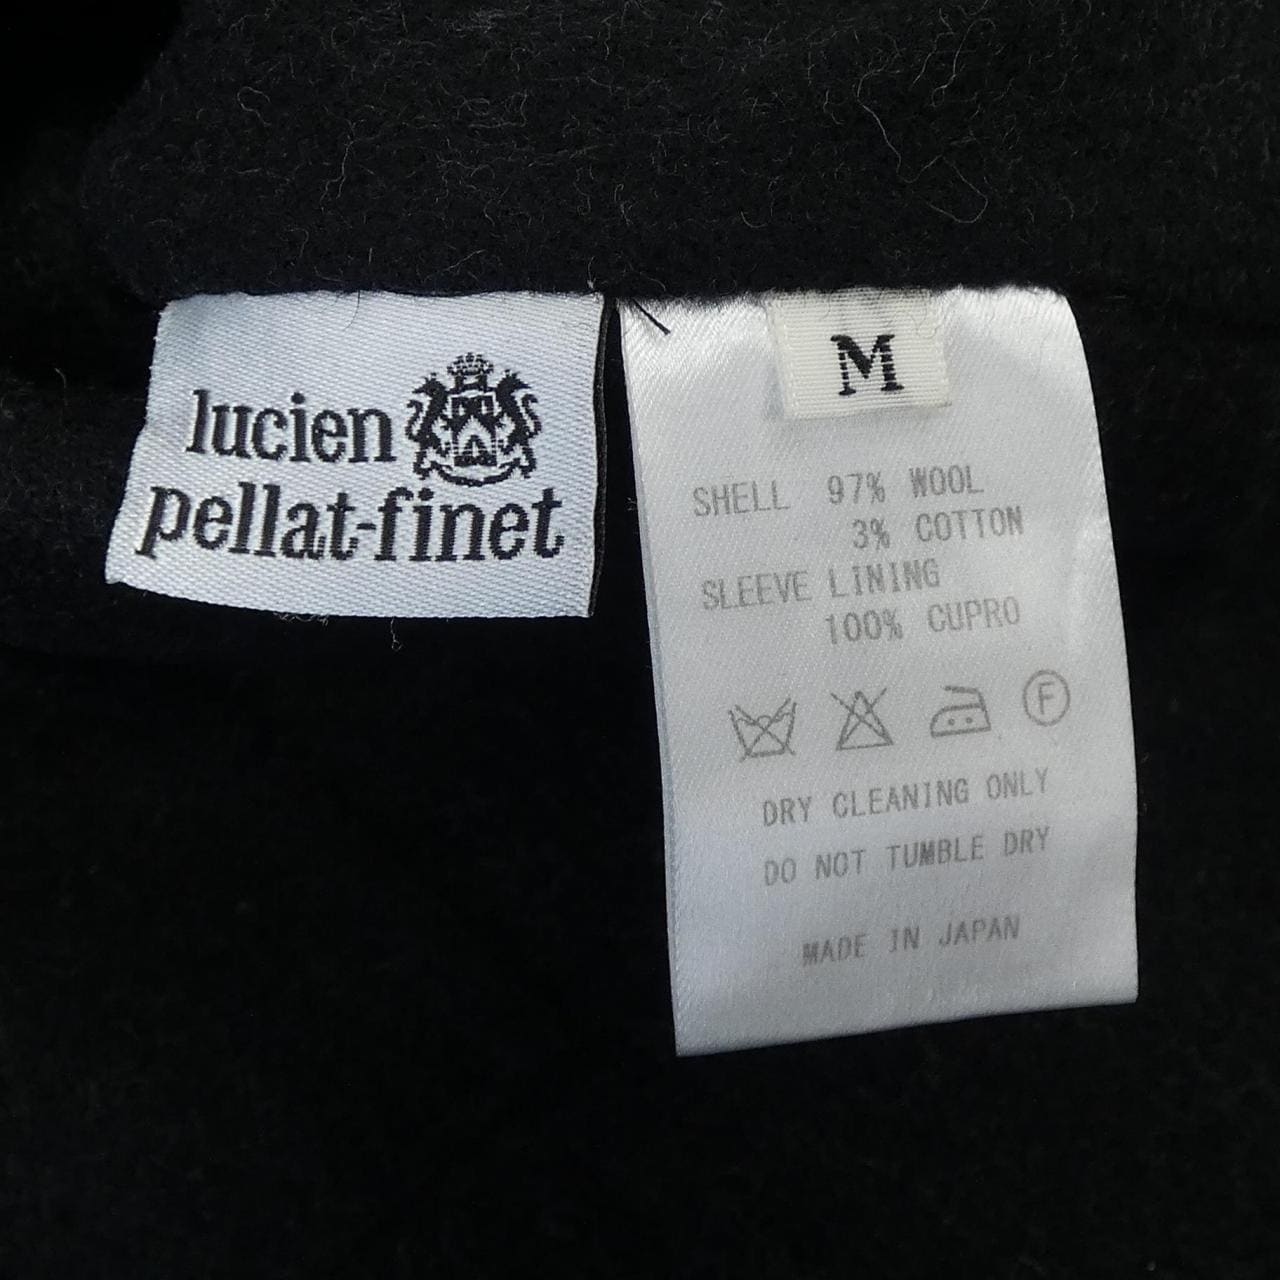 lucien
pellat-finet
M
SHELL 97% WOOL
3% COTTON
SLEEVE LINING
100% CUPRO
F
DRY CLEANING ONLY
DO NOT TUMBLE DRY
MADE IN JAPAN